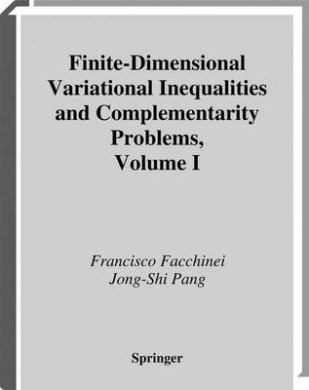 Finite-Dimensional
Variational Inequalities
and Complementarity
Problems,
Volume I
Francisco Facchinei
Jong-Shi Pang
Springer